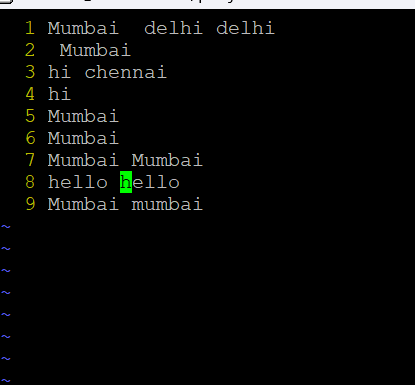 1 Mumbai  delhi delhi
2  Mumbai
3 hi chennai
4 hi
5 Mumbai
6 Mumbai
7 Mumbai Mumbai
8 hello hello
9 Mumbai mumbai
~
~
~
~
~
~
~
~